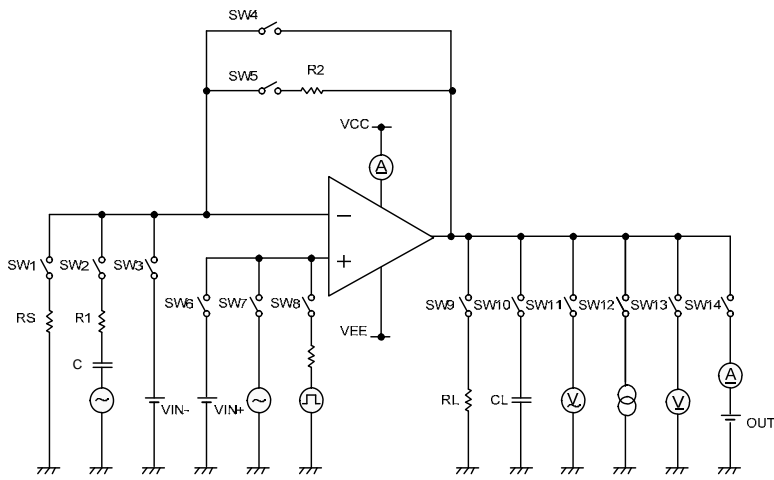 SW4
SW5
R2
VCC
A
−
+
SW1
SW2
SW3
SW6
SW7
SW8
SW9
SW10
SW11
SW12
SW13
SW14
RS
R1
VEE
C
A
VIN-
VIN+
RL
CL
V
V
OUT